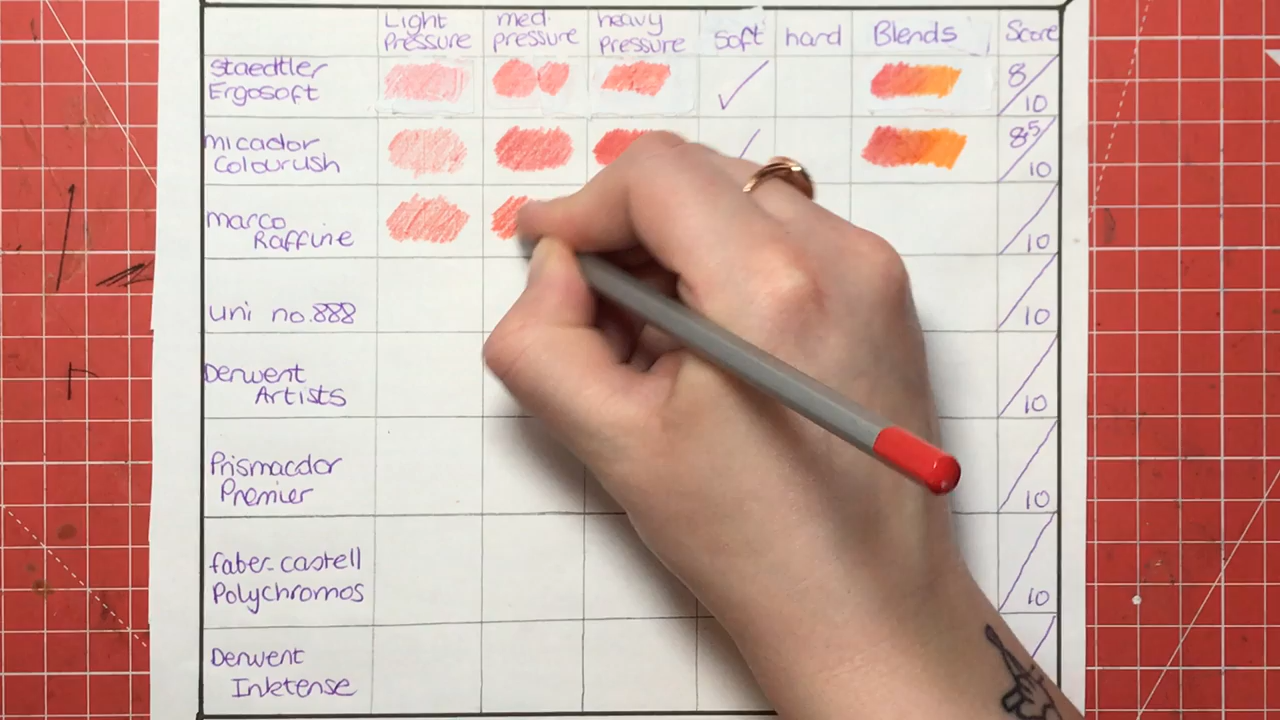 Light Pressure
med. pressure
heavy Pressure
Soft
hard
Blends
Score
staedtler
Ergosoft
8/10
micador
Colourush
8.5/10
marco
Raffine
/10
uni no.888
/10
Derwent
Artists
/10
Prismacolor
Premier
/10
faber-castell
Polychromos
/10
Derwent
Inktense